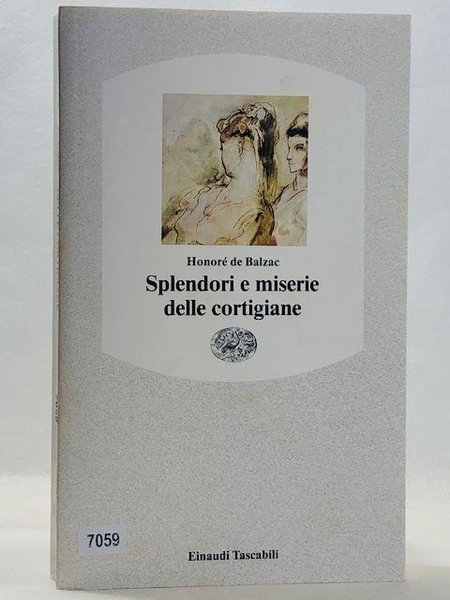 Honoré de Balzac
Splendori e miserie
delle cortigiane
7059
Einaudi Tascabili